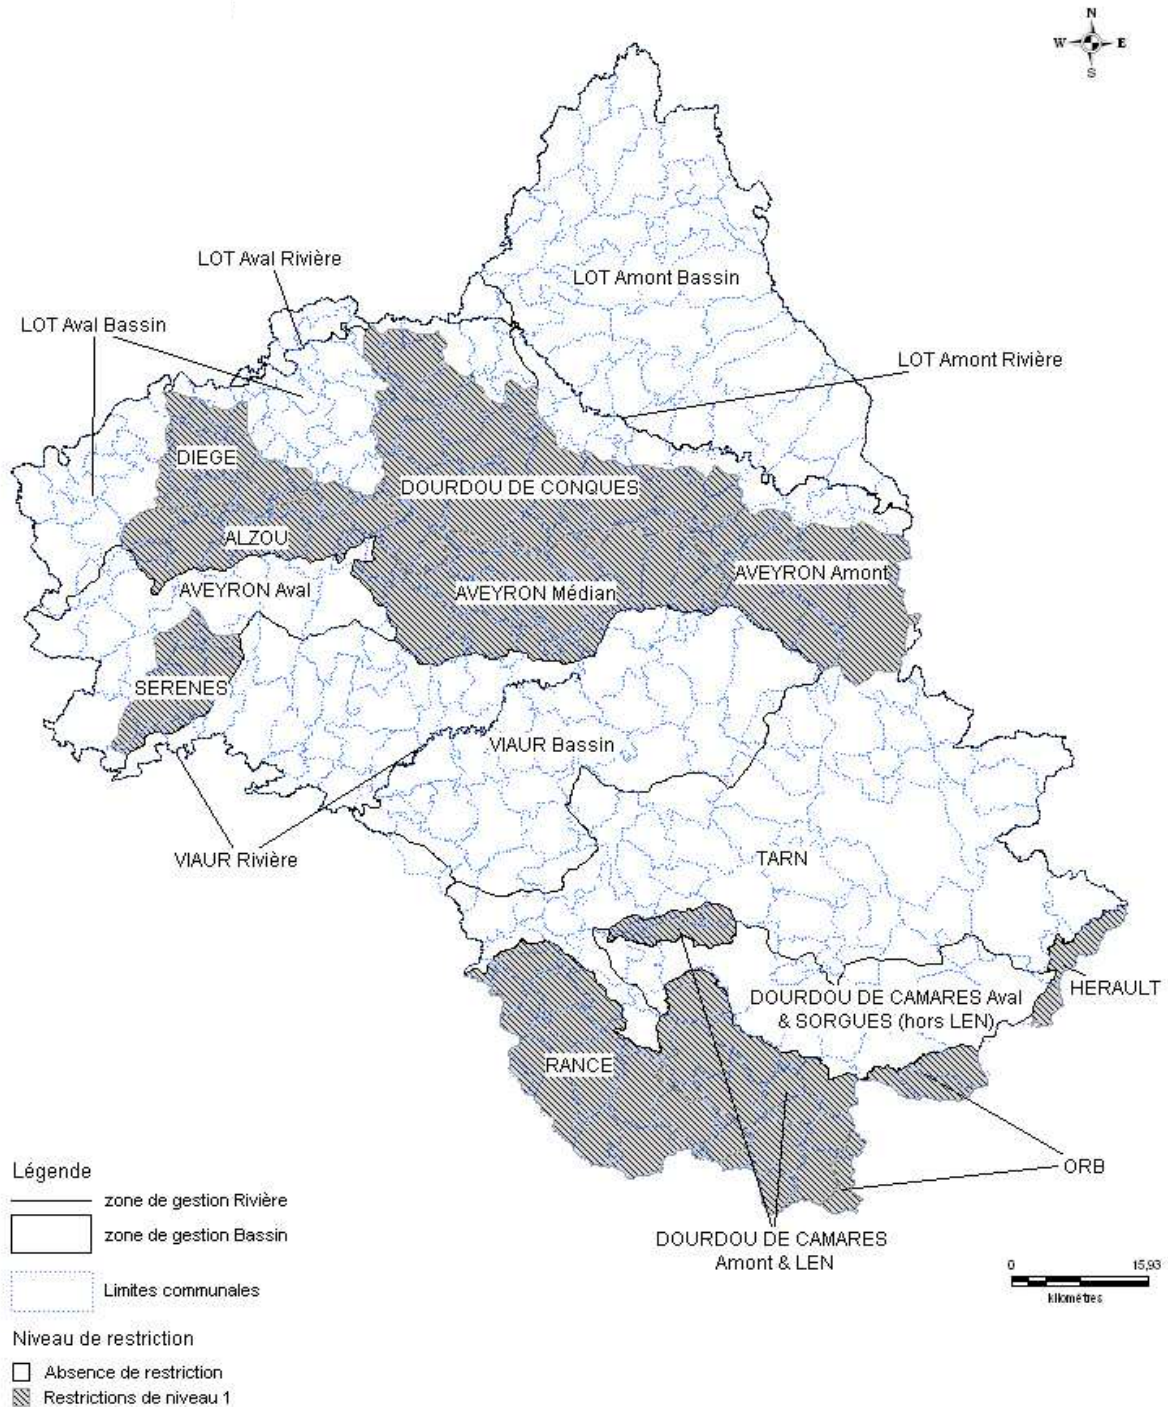 N
W E
S
LOT Aval Rivière
LOT Amont Bassin
LOT Aval Bassin
LOT Amont Rivière
DIEGE
DOURDOU DE CONQUES
ALZOU
AVEYRON Amont
AVEYRON Aval
AVEYRON Médian
SERENES
VIAUR Bassin
VIAUR Rivière
TARN
HERAULT
DOURDOU DE CAMARES Aval
& SORGUES (hors LEN)
RANCE
ORB
DOURDOU DE CAMARES
Amont & LEN
Légende
zone de gestion Rivière
zone de gestion Bassin
Limites communales
0 15,93
kilomètres
Niveau de restriction
Absence de restriction
Restrictions de niveau 1